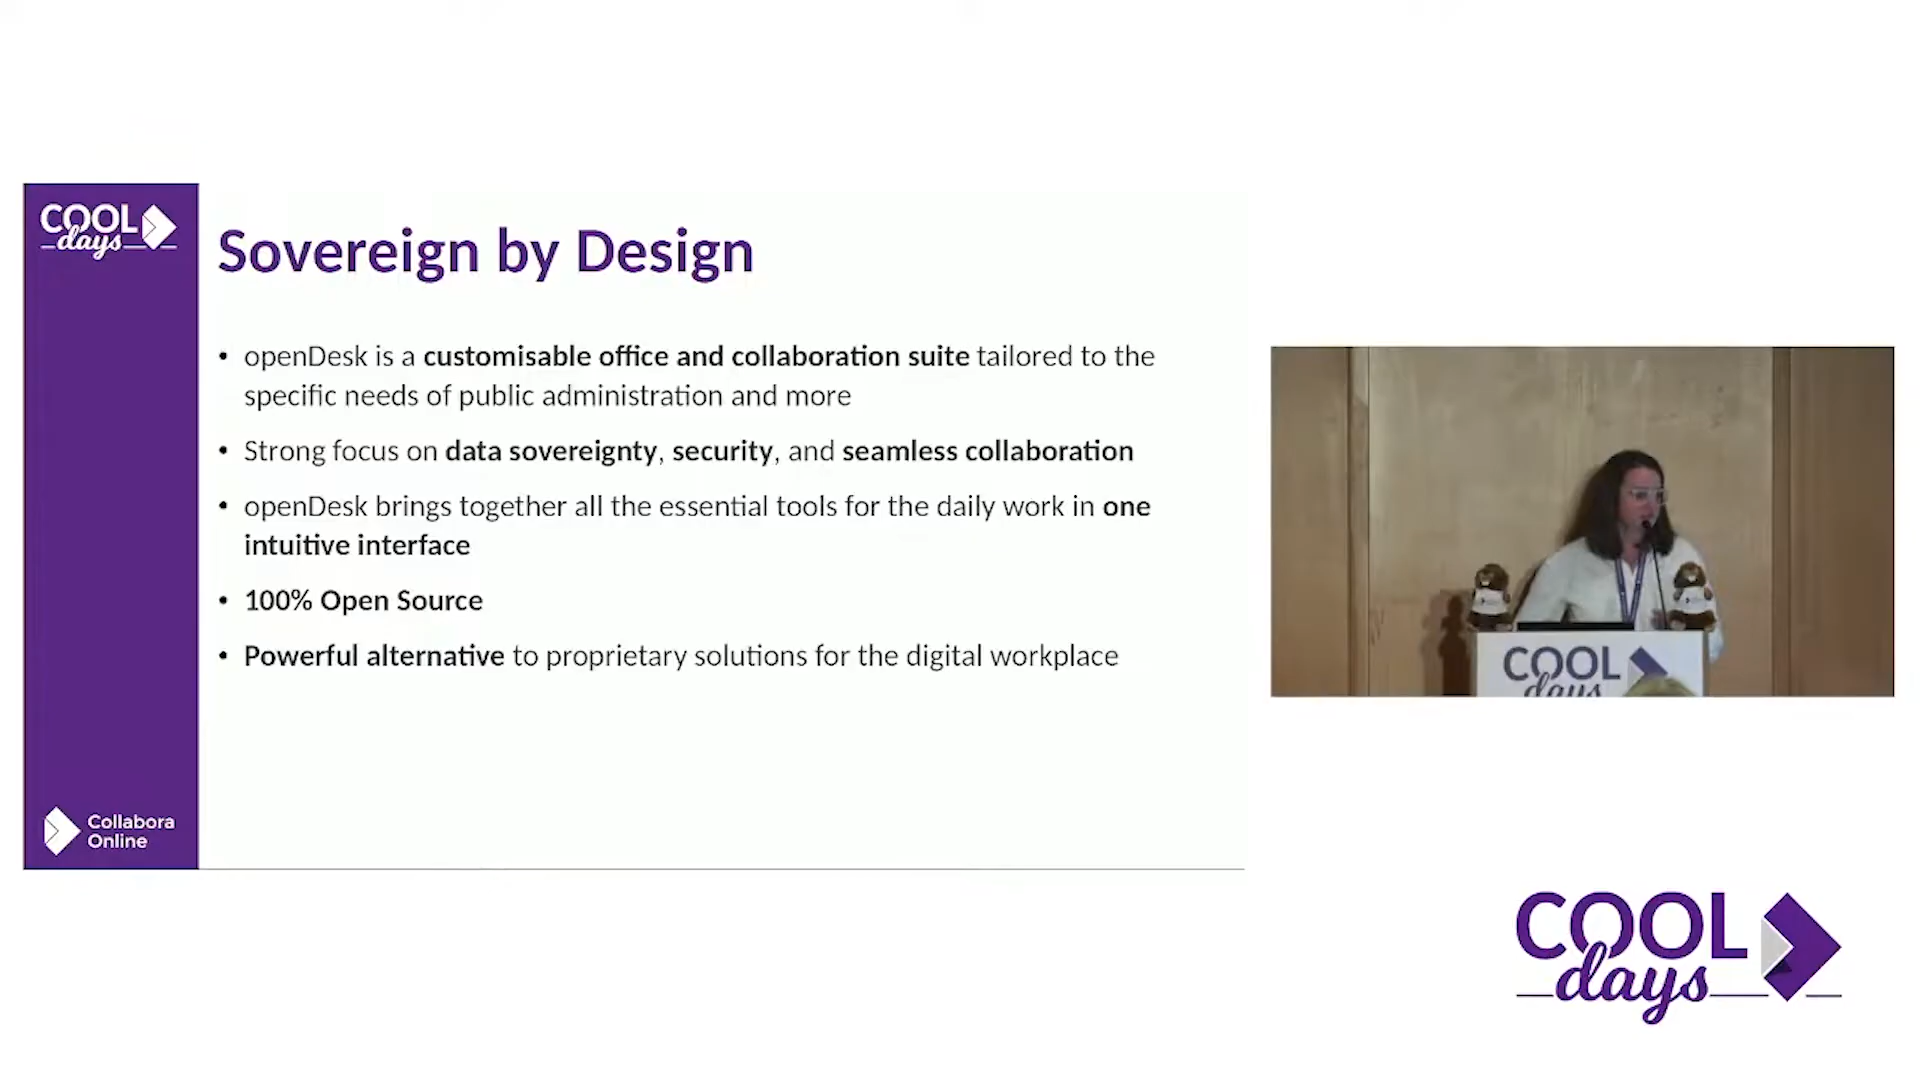 COOL
days
Sovereign by Design
• openDesk is a customisable office and collaboration suite tailored to the
specific needs of public administration and more
• Strong focus on data sovereignty, security, and seamless collaboration
• openDesk brings together all the essential tools for the daily work in one
intuitive interface
• 100% Open Source
• Powerful alternative to proprietary solutions for the digital workplace
Collabora
Online
COOL
days
COOL
days